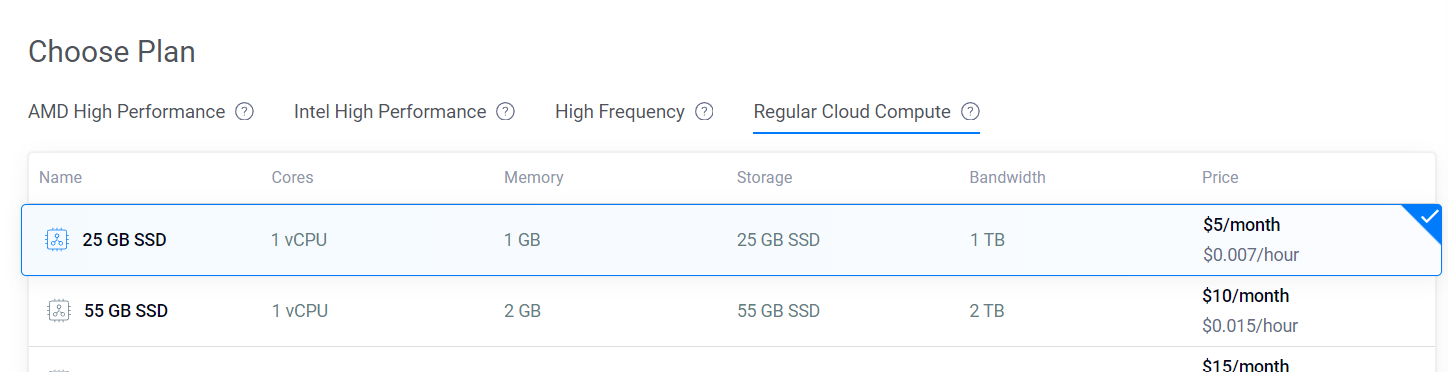 Choose Plan
AMD High Performance ? Intel High Performance ? High Frequency ? Regular Cloud Compute ?
Name Cores Memory Storage Bandwidth Price
25 GB SSD 1 vCPU 1 GB 25 GB SSD 1 TB $5/month
$0.007/hour
55 GB SSD 1 vCPU 2 GB 55 GB SSD 2 TB $10/month
$0.015/hour
$15/month